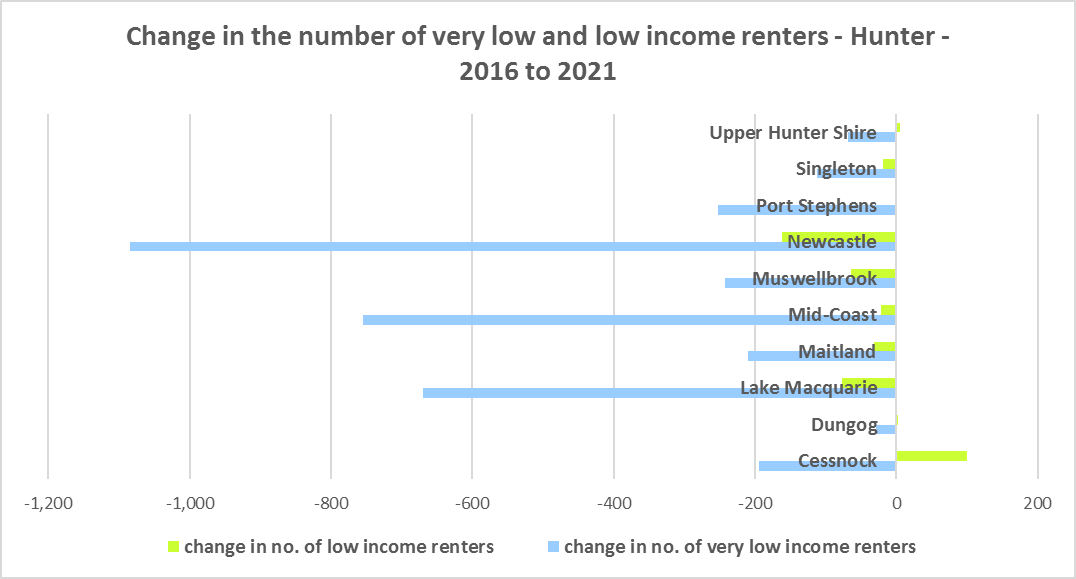 Change in the number of very low and low income renters - Hunter -
2016 to 2021
Upper Hunter Shire
Singleton
Port Stephens
Newcastle
Muswellbrook
Mid-Coast
Maitland
Lake Macquarie
Dungog
Cessnock
-1,200 -1,000 -800 -600 -400 -200 0 200
change in no. of low income renters change in no. of very low income renters